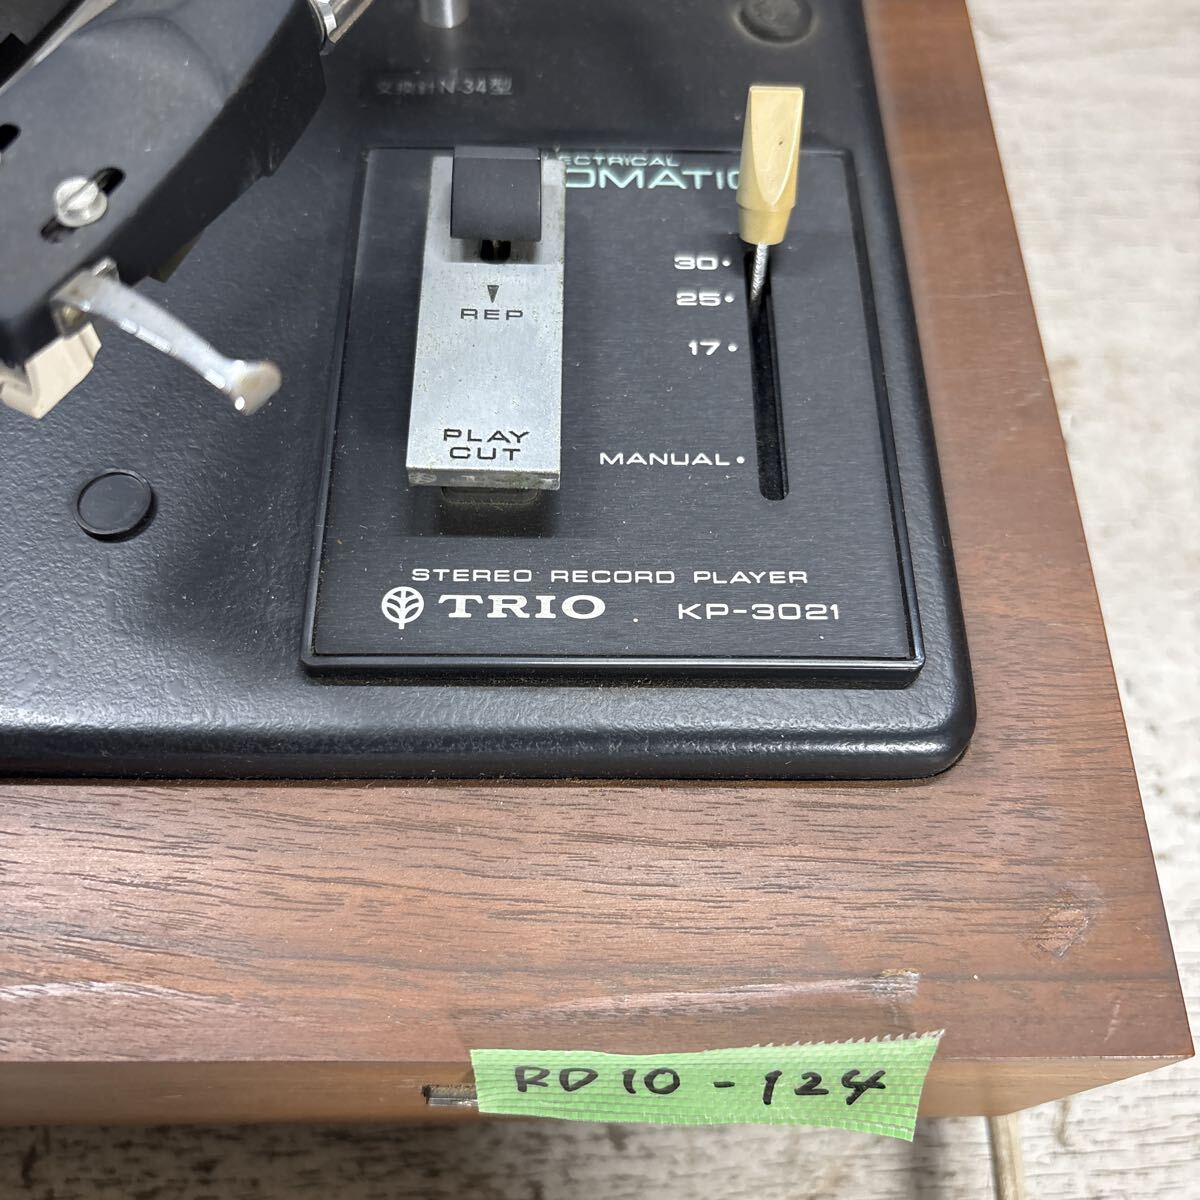 交換針N-34型
ECTRICAL
OMATIC
30
25
17
REP
PLAY
CUT
MANUAL
STEREO RECORD PLAYER
TRIO KP-3021
RD10-124